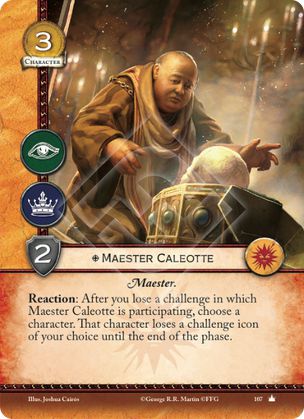 3
CHARACTER
2
MAESTER CALEOTTE
Maester.
Reaction: After you lose a challenge in which
Maester Caleotte is participating, choose a
character. That character loses a challenge icon
of your choice until the end of the phase.
Illus. Joshua Cairós
©George R.R. Martin ©FFG
107